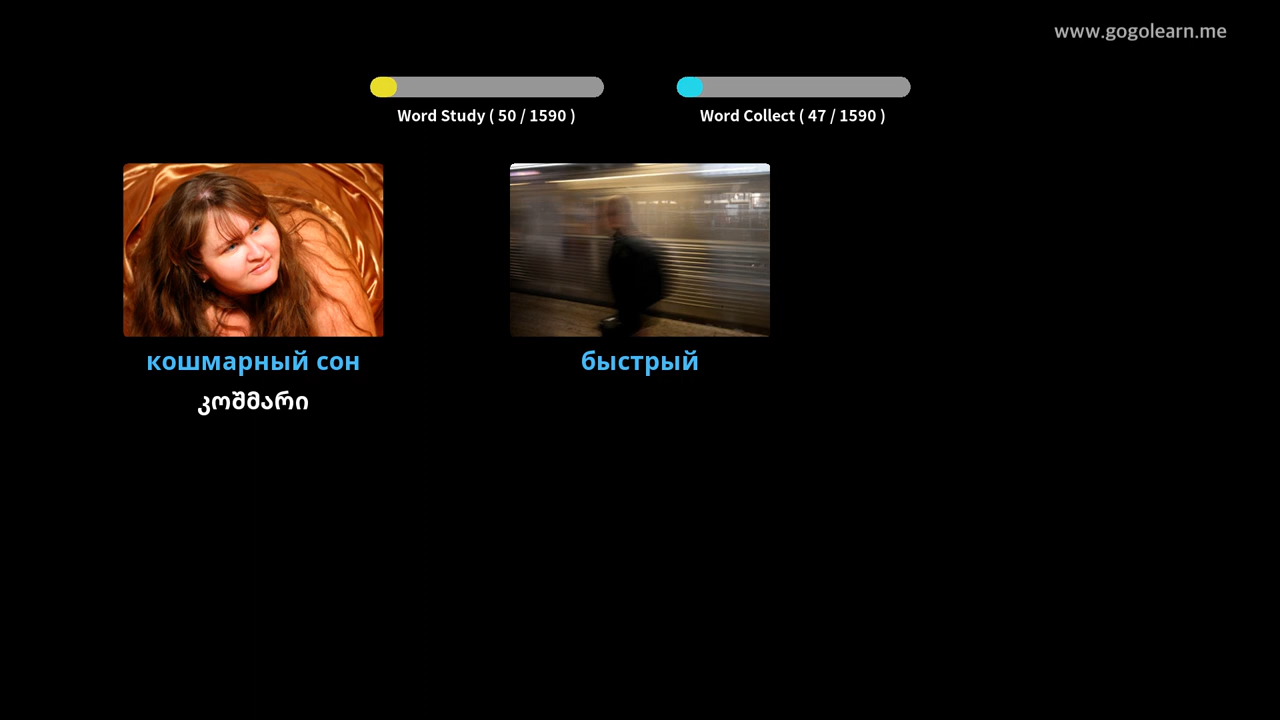 www.gogolearn.me
Word Study ( 50 / 1590 )
Word Collect ( 47 / 1590 )
кошмарный сон
კოშმარი
быстрый